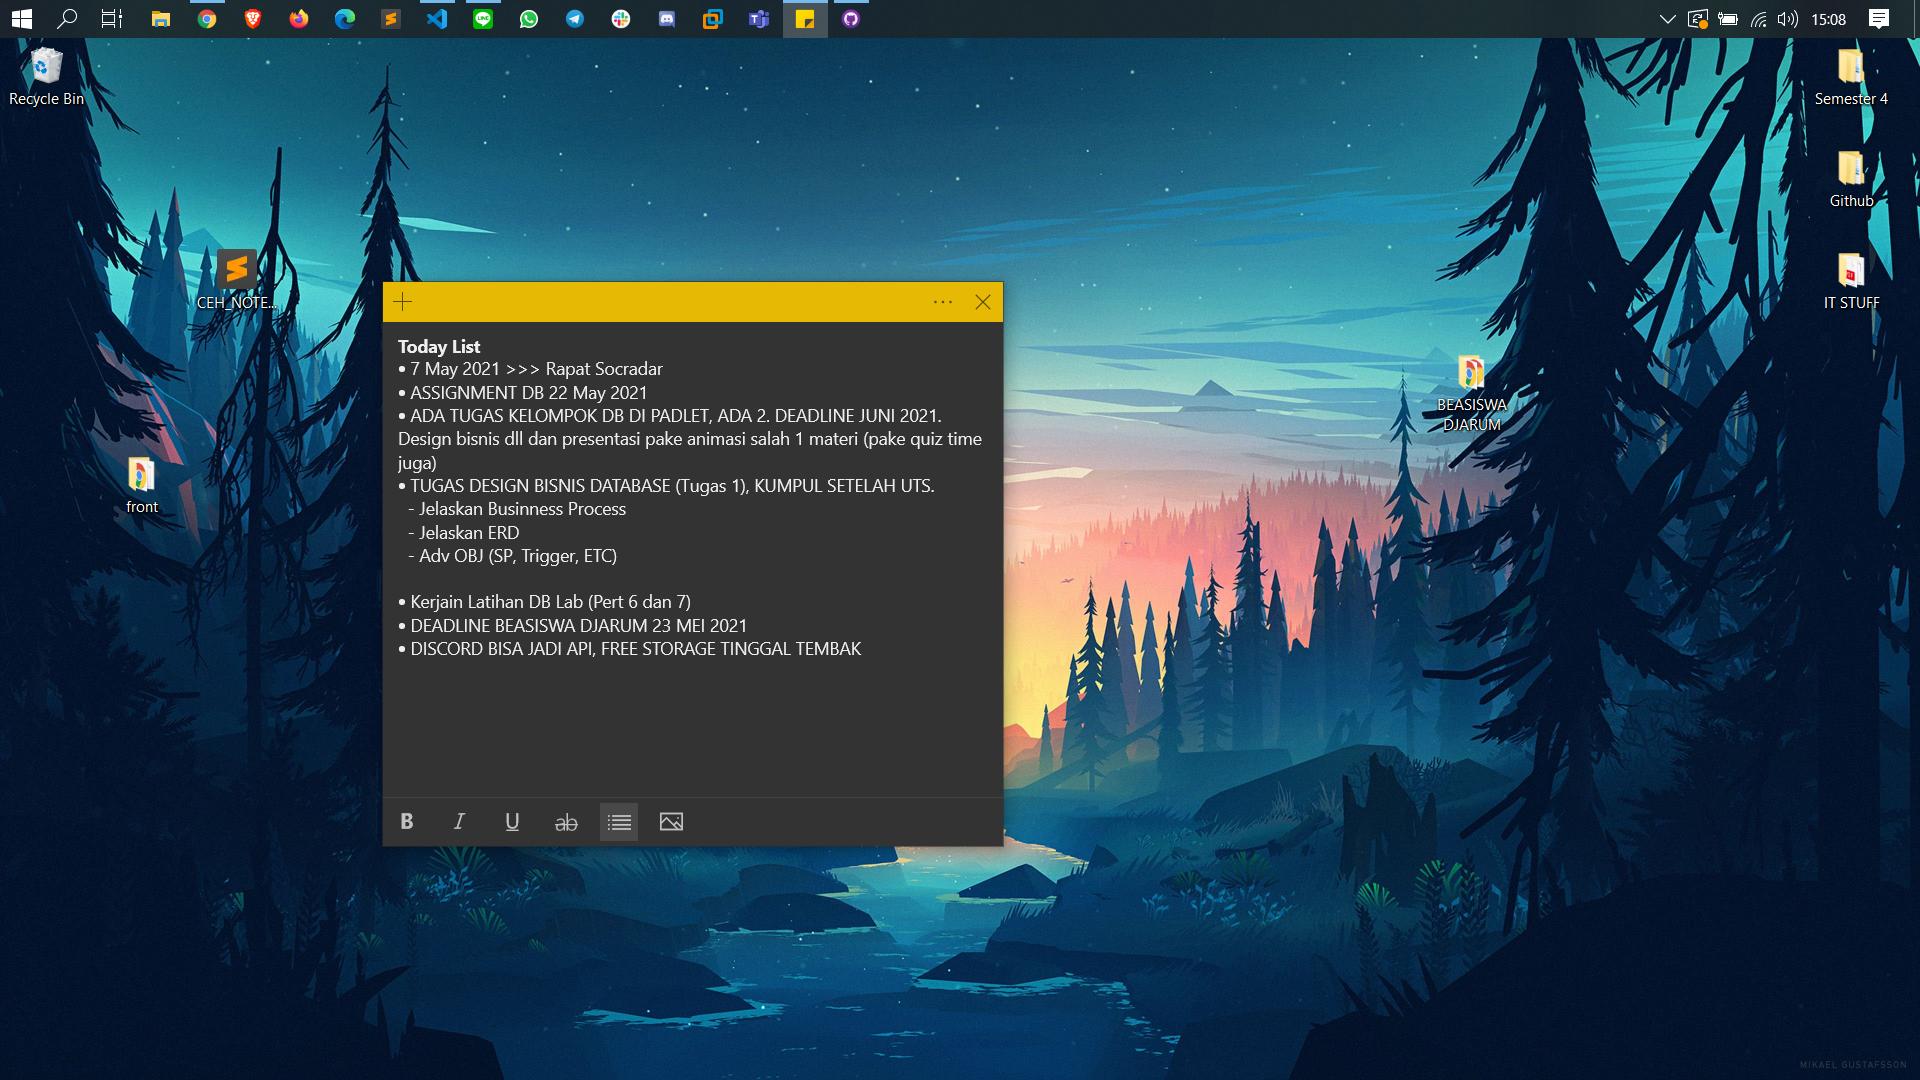 15:08
Recycle Bin
Semester 4
Github
CEH_NOTE...
IT STUFF
Today List
• 7 May 2021 >>> Rapat Socradar
• ASSIGNMENT DB 22 May 2021
• ADA TUGAS KELOMPOK DB DI PADLET, ADA 2. DEADLINE JUNI 2021.
Design bisnis dll dan presentasi pake animasi salah 1 materi (pake quiz time
juga)
• TUGAS DESIGN BISNIS DATABASE (Tugas 1), KUMPUL SETELAH UTS.
- Jelaskan Businness Process
- Jelaskan ERD
- Adv OBJ (SP, Trigger, ETC)
• Kerjain Latihan DB Lab (Pert 6 dan 7)
• DEADLINE BEASISWA DJARUM 23 MEI 2021
• DISCORD BISA JADI API, FREE STORAGE TINGGAL TEMBAK
B I U ab
BEASISWA
DJARUM
front
MIKAEL GUSTAFSSON